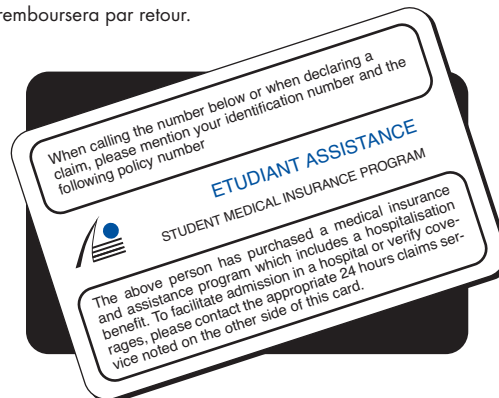 remboursera par retour.
When calling the number below or when declaring a
claim, please mention your identification number and the
following policy number
ETUDIANT ASSISTANCE
STUDENT MEDICAL INSURANCE PROGRAM
The above person has purchased a medical insurance
and assistance program which includes a hospitalisation
benefit. To facilitate admission in a hospital or verify cove-
rages, please contact the appropriate 24 hours claims ser-
vice noted on the other side of this card.